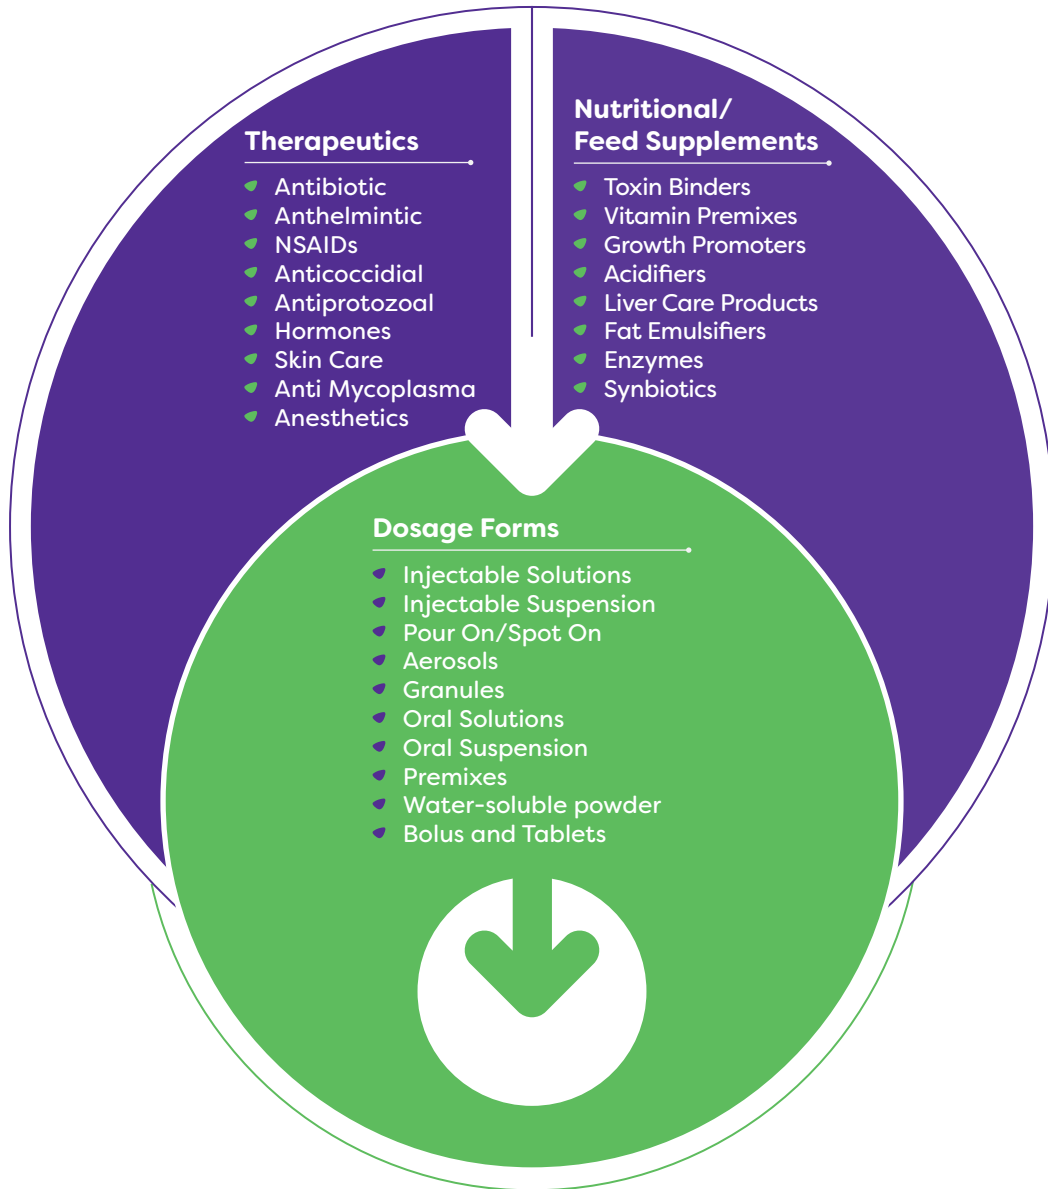 Therapeutics
Antibiotic
Anthelmintic
NSAIDs
Anticoccidial
Antiprotozoal
Hormones
Skin Care
Anti Mycoplasma
Anesthetics
Nutritional/
Feed Supplements
Toxin Binders
Vitamin Premixes
Growth Promoters
Acidifiers
Liver Care Products
Fat Emulsifiers
Enzymes
Synbiotics
Dosage Forms
Injectable Solutions
Injectable Suspension
Pour On/Spot On
Aerosols
Granules
Oral Solutions
Oral Suspension
Premixes
Water-soluble powder
Bolus and Tablets